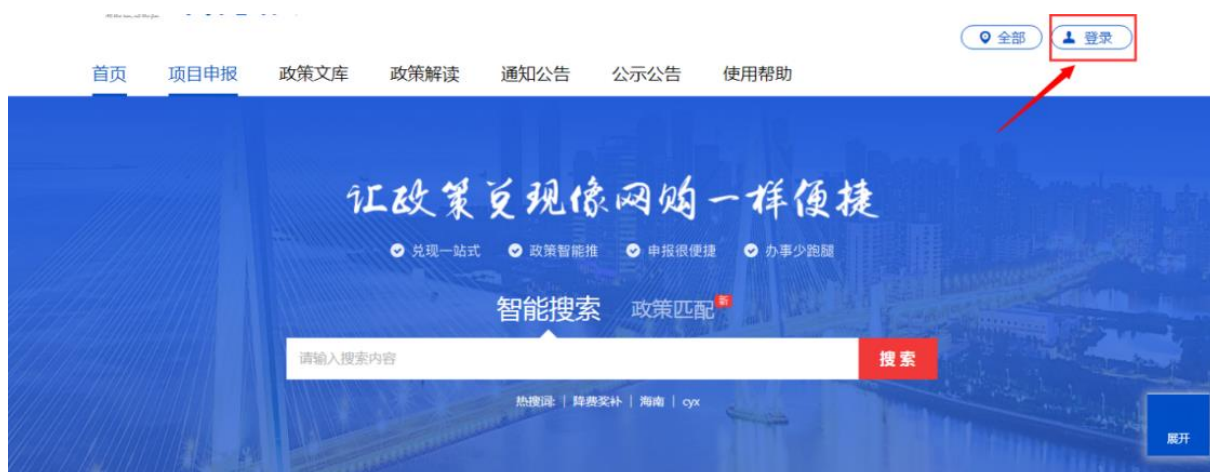 全部 登录
首页 项目申报 政策文库 政策解读 通知公告 公示公告 使用帮助
让政策兑现像网购一样便捷
兑现一站式 政策智能推 申报很便捷 办事少跑腿
智能搜索 政策匹配 新
请输入搜索内容 搜索
热搜词: | 降费奖补 | 海南 | cyx
展开